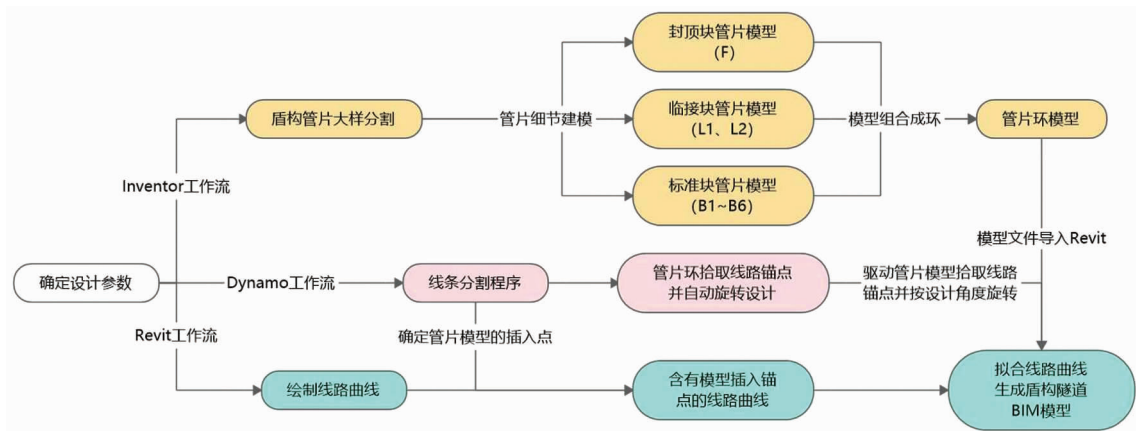 封顶块管片模型
(F)
盾构管片大样分割
管片细节建模
临接块管片模型
(L1、L2)
模型组合成环
管片环模型
标准块管片模型
(B1~B6)
Inventor工作流
模型文件导入Revit
确定设计参数
Dynamo工作流
线条分割程序
管片环拾取线路锚点
并自动旋转设计
驱动管片模型拾取线路
锚点并按设计角度旋转
Revit工作流
确定管片模型的插入点
绘制线路曲线
含有模型插入锚
点的线路曲线
拟合线路曲线
生成盾构隧道
BIM模型